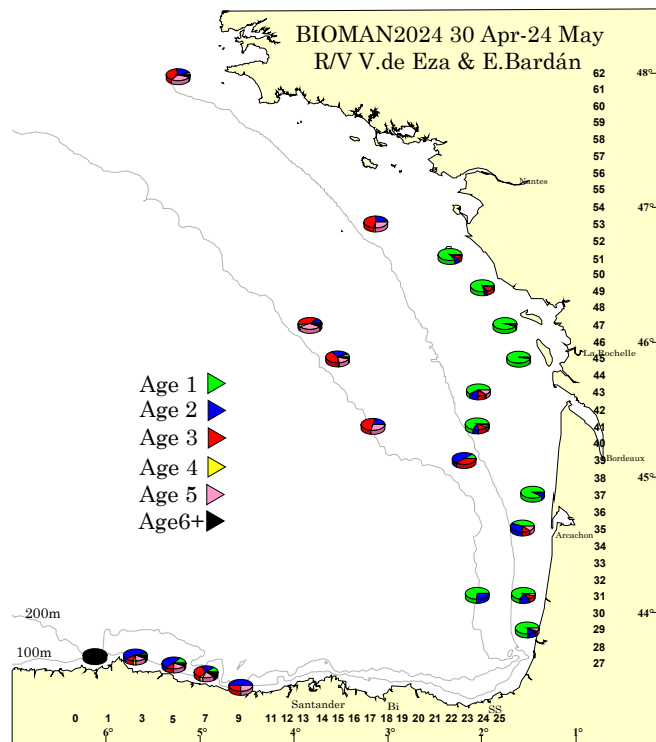 BIOMAN2024 30 Apr-24 May
R/V V.de Eza & E.Bardán
62 48°
61
60
59
58
57
56
Nantes
55
54 47°
53
52
51
50
49
48
47
46 46°
La Rochelle
45
44
43
42
41
40 45°
Bordeaux
39
38
37
36
35
Arcachon
34
33
32
31
30 44°
29
28
27
Age 1
Age 2
Age 3
Age 4
Age 5
Age6+
200m
100m
Santander Bi SS
0 1 3 5 7 9 11 12 13 14 15 16 17 18 19 20 21 22 23 24 25
6° 5° 4° 3° 2° 1°